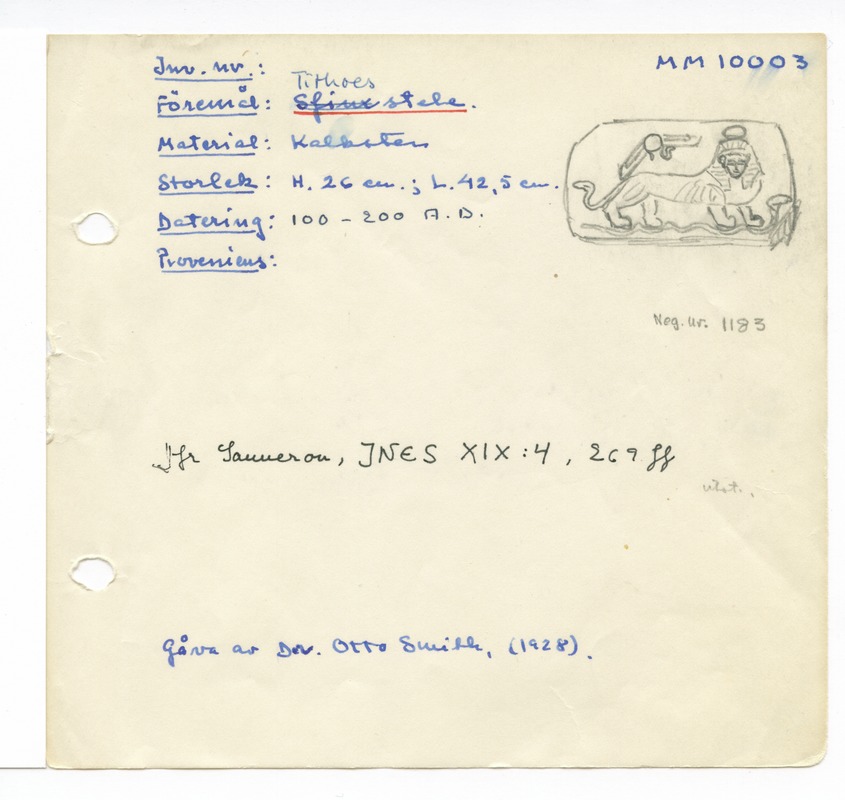 Inv. nr.: MM 10003
Tithoes
Föremål: Sfinx stele.
Material: Kalksten
Storlek: H. 26 cm.; L. 42,5 cm.
Datering: 100 - 200 A.D.
Proveniens:
Neg. nr. 1183
Jfr Sauneron, JNES XIX:4, 269 ff
Gåva av Dir. Otto Smith, (1928).